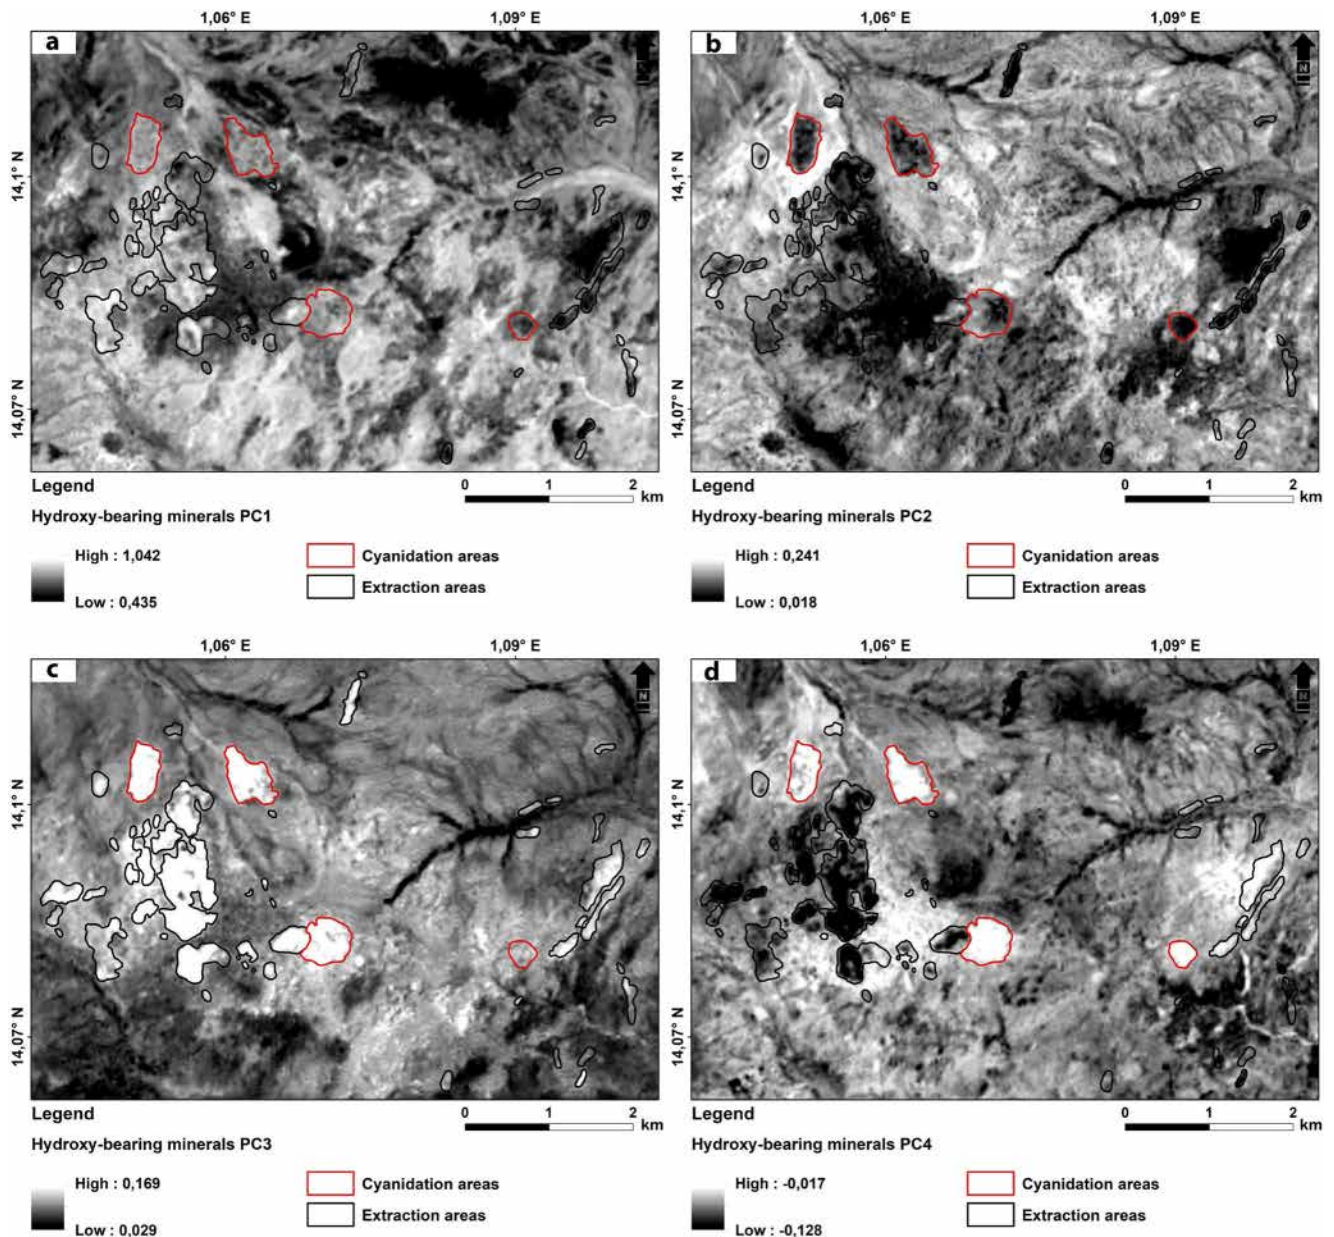 1,06° E 1,09° E 1,06° E 1,09° E
a b
N N
14,1° N 14,1° N
14,07° N 14,07° N
Legend 0 1 2 km Legend 0 1 2 km
Hydroxy-bearing minerals PC1 Hydroxy-bearing minerals PC2
High : 1,042 Cyanidation areas High : 0,241 Cyanidation areas
Low : 0,435 Extraction areas Low : 0,018 Extraction areas
1,06° E 1,09° E 1,06° E 1,09° E
c d
N N
14,1° N 14,1° N
14,07° N 14,07° N
Legend 0 1 2 km Legend 0 1 2 km
Hydroxy-bearing minerals PC3 Hydroxy-bearing minerals PC4
High : 0,169 Cyanidation areas High : -0,017 Cyanidation areas
Low : 0,029 Extraction areas Low : -0,128 Extraction areas